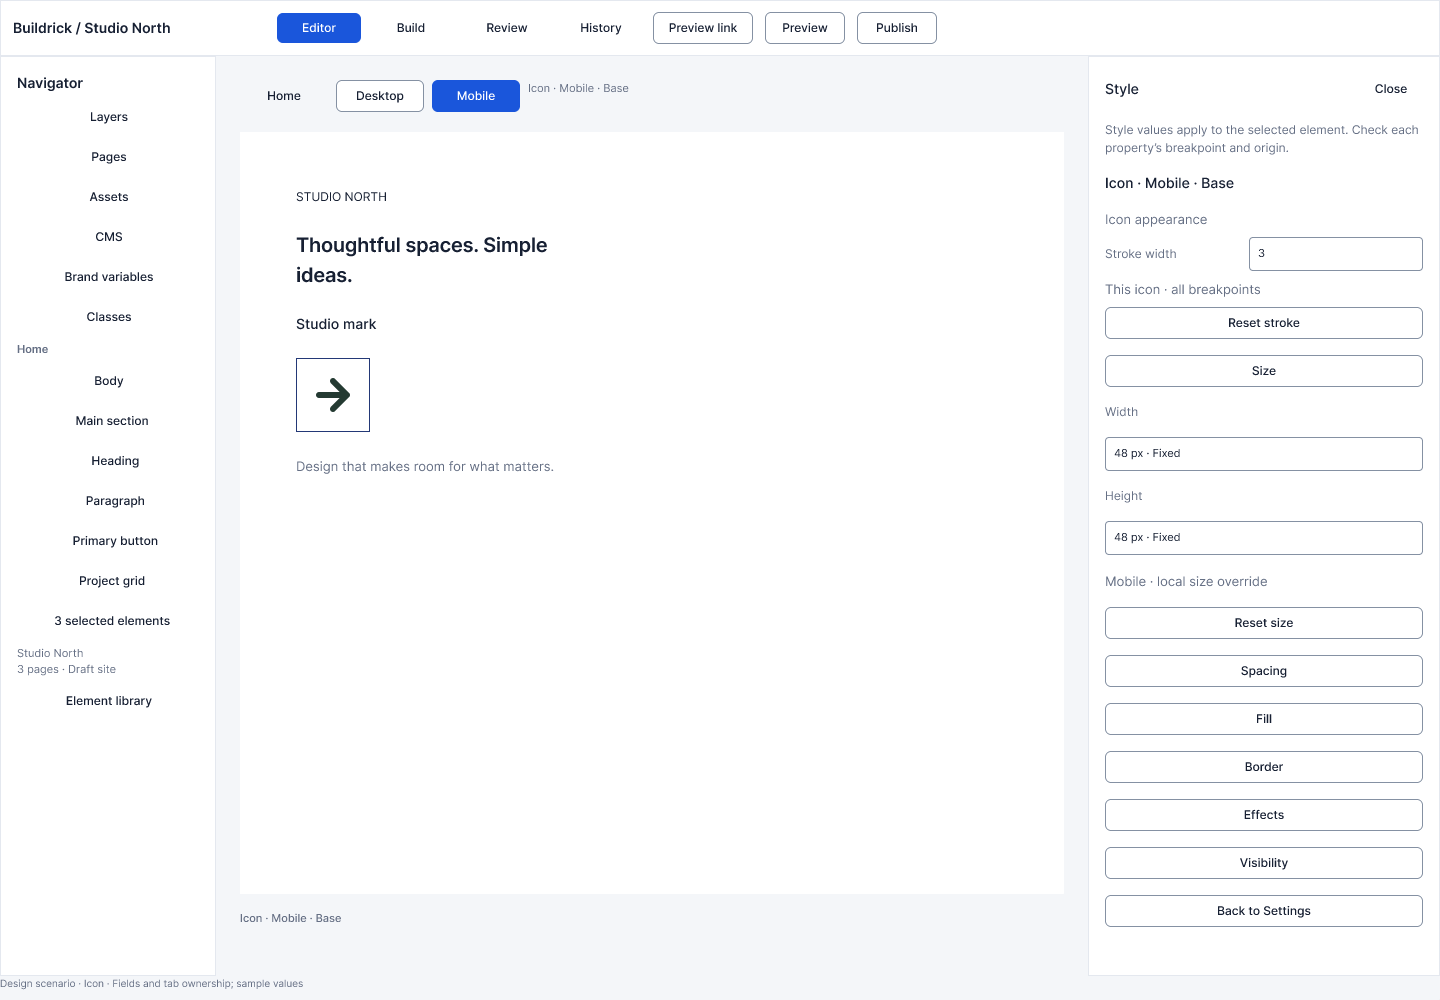 Buildrick / Studio North
Editor
Build
Review
History
Preview link
Preview
Publish
Navigator
Layers
Pages
Assets
CMS
Brand variables
Classes
Home
Body
Main section
Heading
Paragraph
Primary button
Project grid
3 selected elements
Studio North
3 pages · Draft site
Element library
Home
Desktop
Mobile
Icon · Mobile · Base
STUDIO NORTH
Thoughtful spaces. Simple
ideas.
Studio mark
Design that makes room for what matters.
Icon · Mobile · Base
Style
Close
Style values apply to the selected element. Check each
property’s breakpoint and origin.
Icon · Mobile · Base
Icon appearance
Stroke width
3
This icon · all breakpoints
Reset stroke
Size
Width
48 px · Fixed
Height
48 px · Fixed
Mobile · local size override
Reset size
Spacing
Fill
Border
Effects
Visibility
Back to Settings
Design scenario · Icon · Fields and tab ownership; sample values